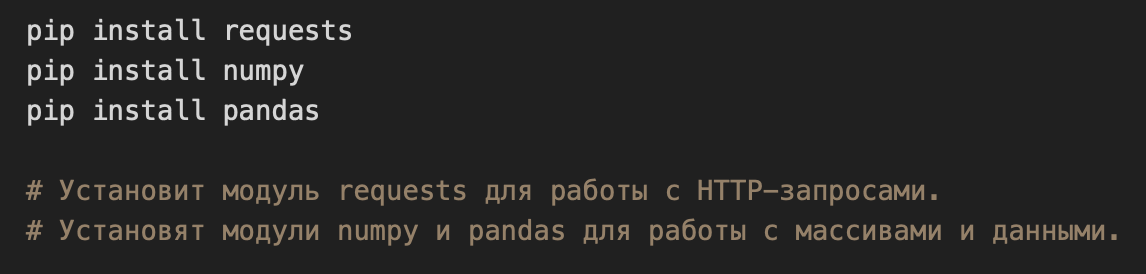 pip install requests
pip install numpy
pip install pandas
# Установит модуль requests для работы с HTTP-запросами.
# Установят модули numpy и pandas для работы с массивами и данными.